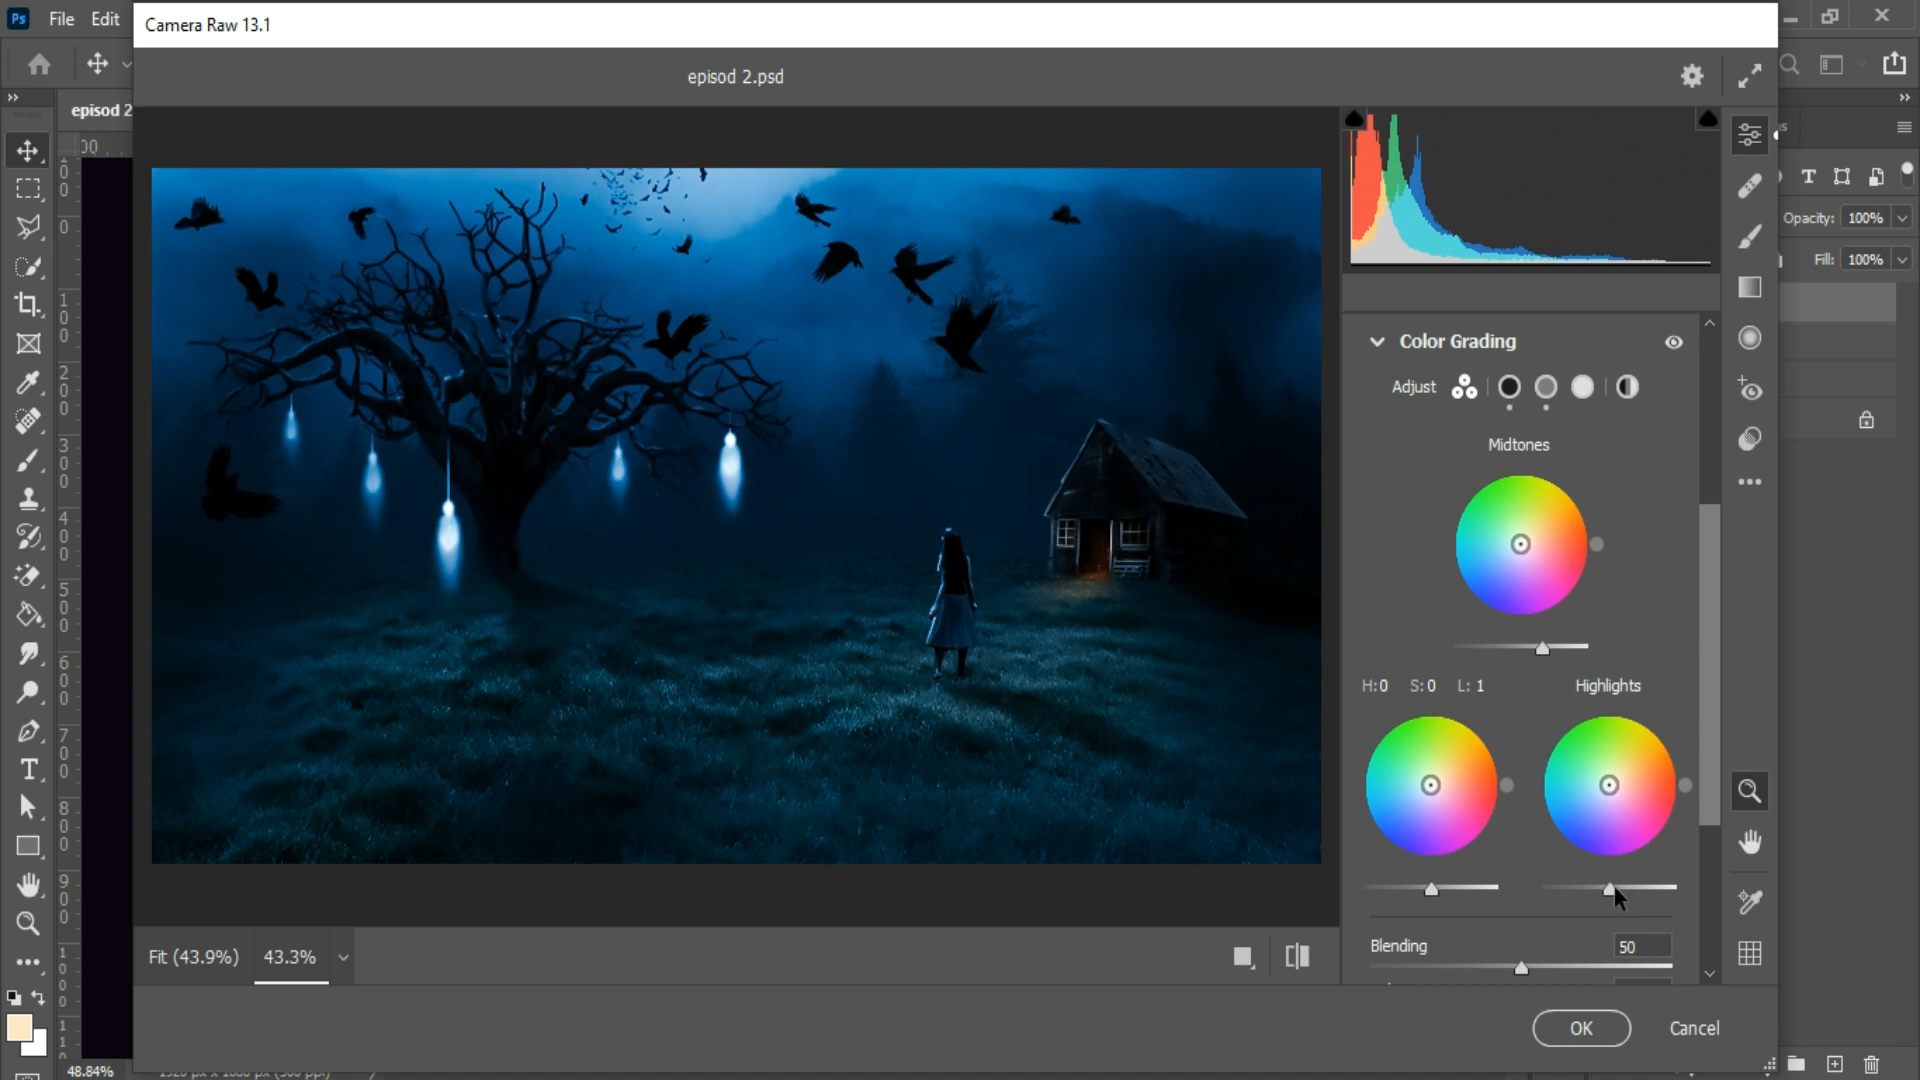 Ps File Edit
Camera Raw 13.1
episod 2.psd
episod 2
Opacity: 100%
Fill: 100%
Color Grading
Adjust
Midtones
H:0 S:0 L: 1 Highlights
Blending 50
Fit (43.9%) 43.3%
OK Cancel
48.84%